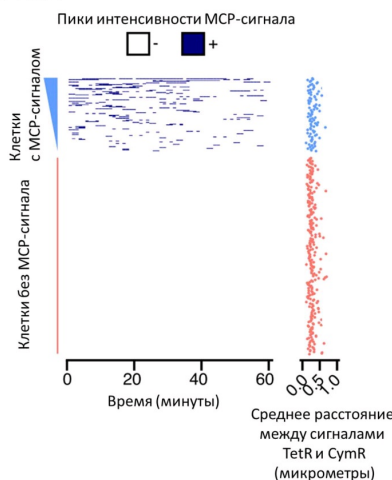 Пики интенсивности MCP-сигнала
- +
Клетки
с MCP-сигналом
Клетки без MCP-сигнала
0 20 40 60
Время (минуты)
0.0 0.5 1.0
Среднее расстояние
между сигналами
TetR и CymR
(микрометры)